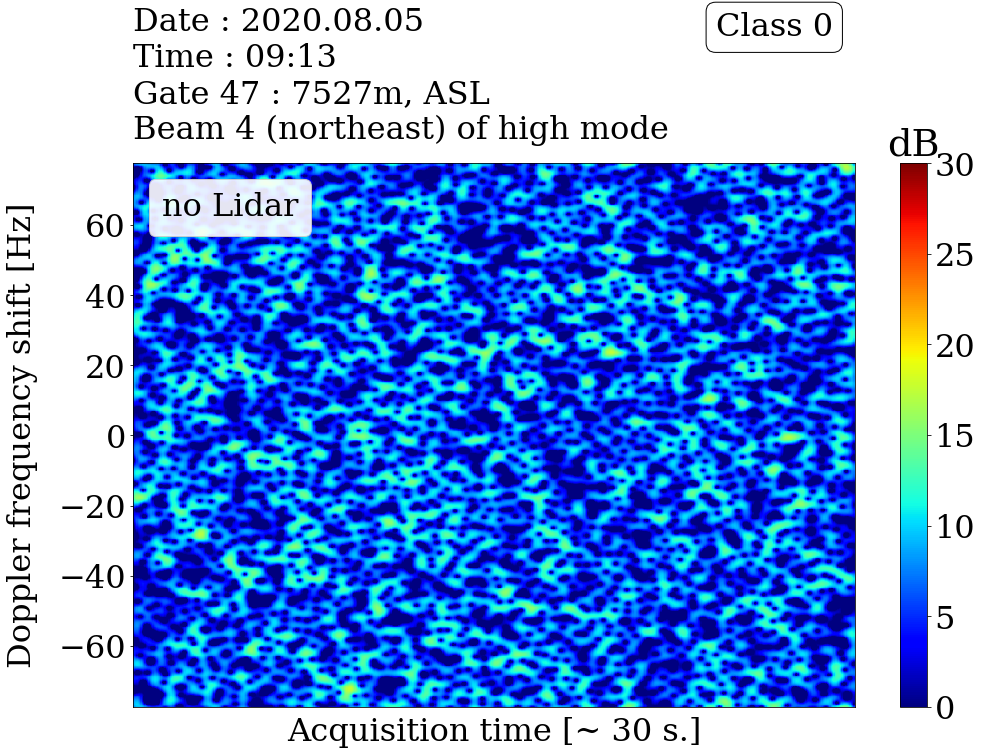 Date : 2020.08.05
Time : 09:13
Gate 47 : 7527m, ASL
Beam 4 (northeast) of high mode
Class 0
dB
no Lidar
Doppler frequency shift [Hz]
60
40
20
0
−20
−40
−60
Acquisition time [~ 30 s.]
30
25
20
15
10
5
0